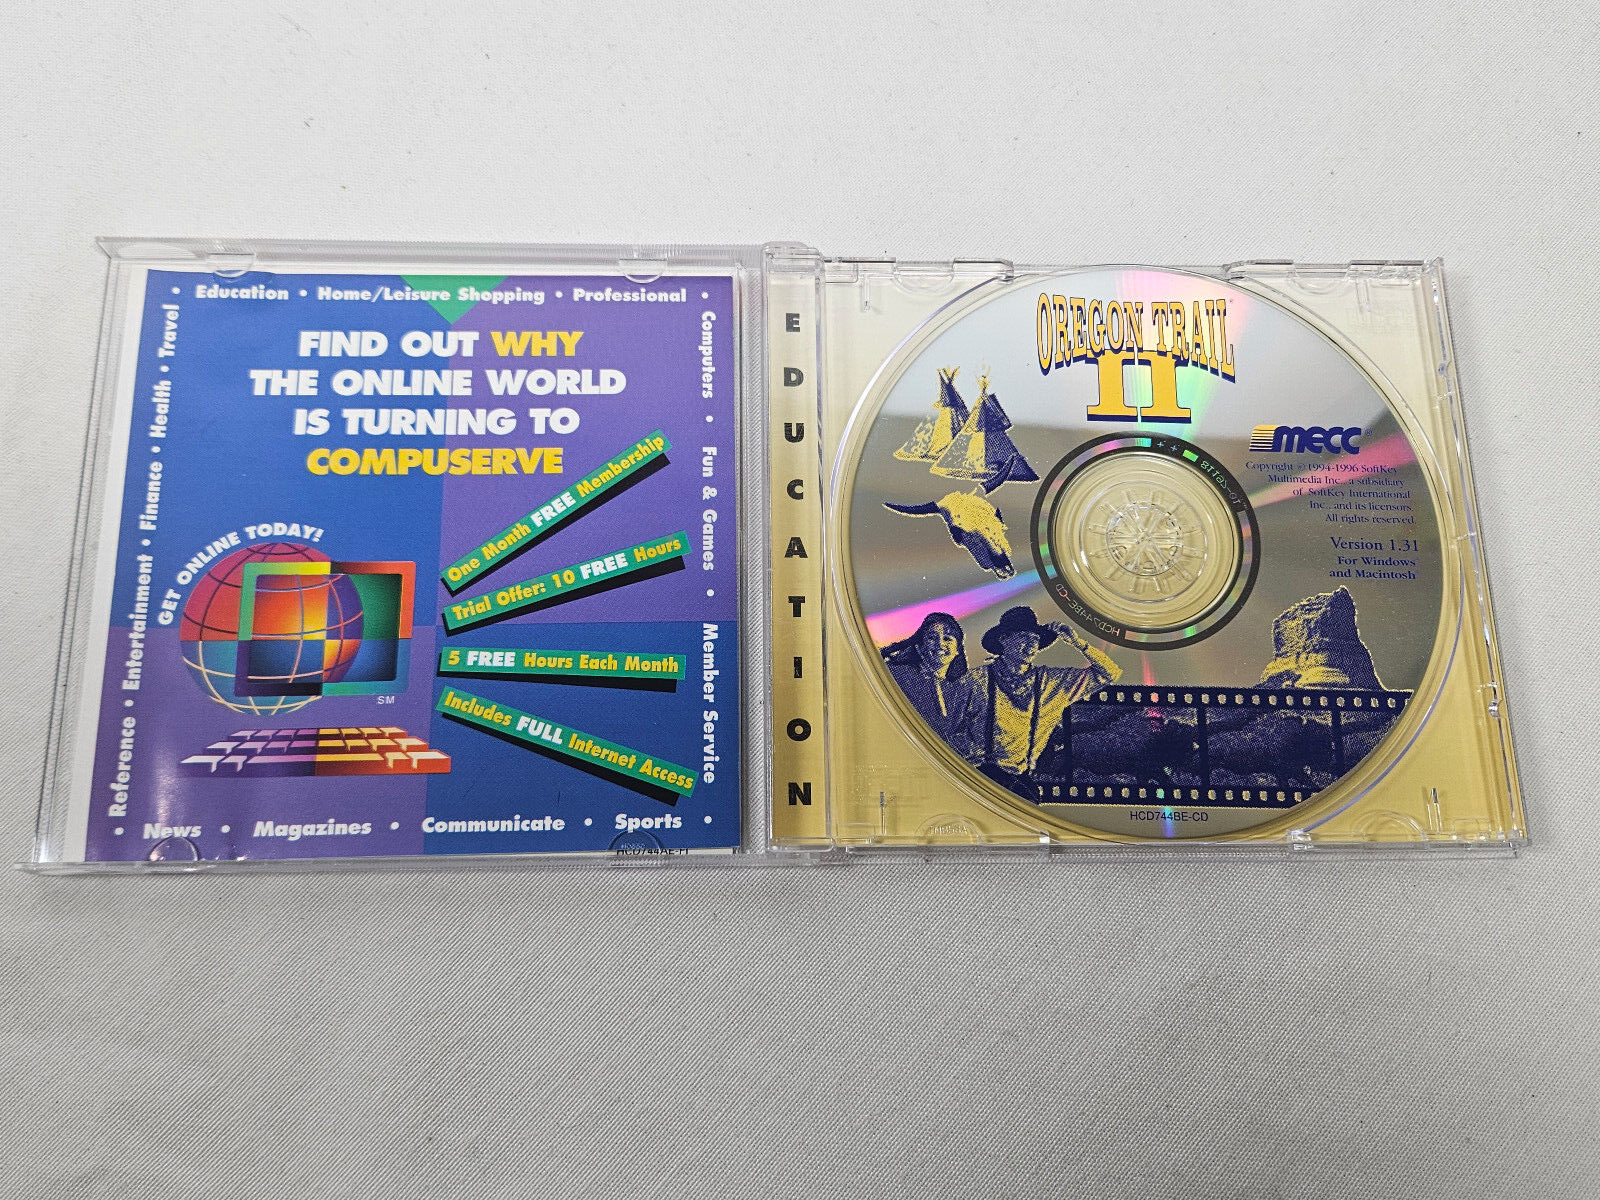 Education • Home/Leisure Shopping • Professional •
Computers • Fun & Games • Member Service
• Reference • Entertainment • Finance • Health • Travel •
News • Magazines • Communicate • Sports •
FIND OUT WHY
THE ONLINE WORLD
IS TURNING TO
COMPUSERVE
GET ONLINE TODAY!
SM
One Month FREE Membership
Trial Offer: 10 FREE Hours
5 FREE Hours Each Month
Includes FULL Internet Access
EDUCATION
OREGON TRAIL
II
mecc®
Copyright © 1994-1996 SoftKey
Multimedia Inc., a subsidiary
of SoftKey International
Inc., and its licensors.
All rights reserved.
Version 1.31
For Windows
and Macintosh
HCD744BE-CD
HCD744BE-CD